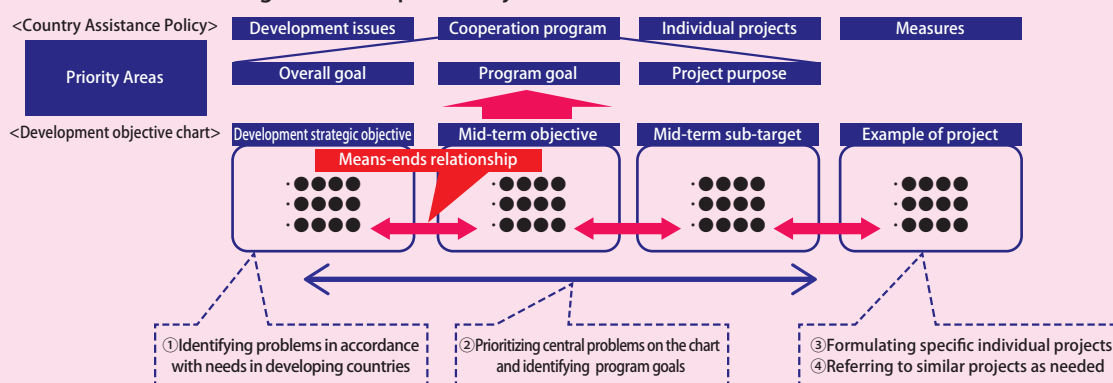 <Country Assistance Policy>
Development issues
Cooperation program
Individual projects
Measures
Priority Areas
Overall goal
Program goal
Project purpose
<Development objective chart>
Development strategic objective
Mid-term objective
Mid-term sub-target
Example of project
Means-ends relationship
・●●●●
・●●●●
・●●●●
・●●●●
・●●●●
・●●●●
・●●●●
・●●●●
・●●●●
・●●●●
・●●●●
・●●●●
①Identifying problems in accordance
with needs in developing countries
②Prioritizing central problems on the chart
and identifying program goals
③Formulating specific individual projects
④Referring to similar projects as needed